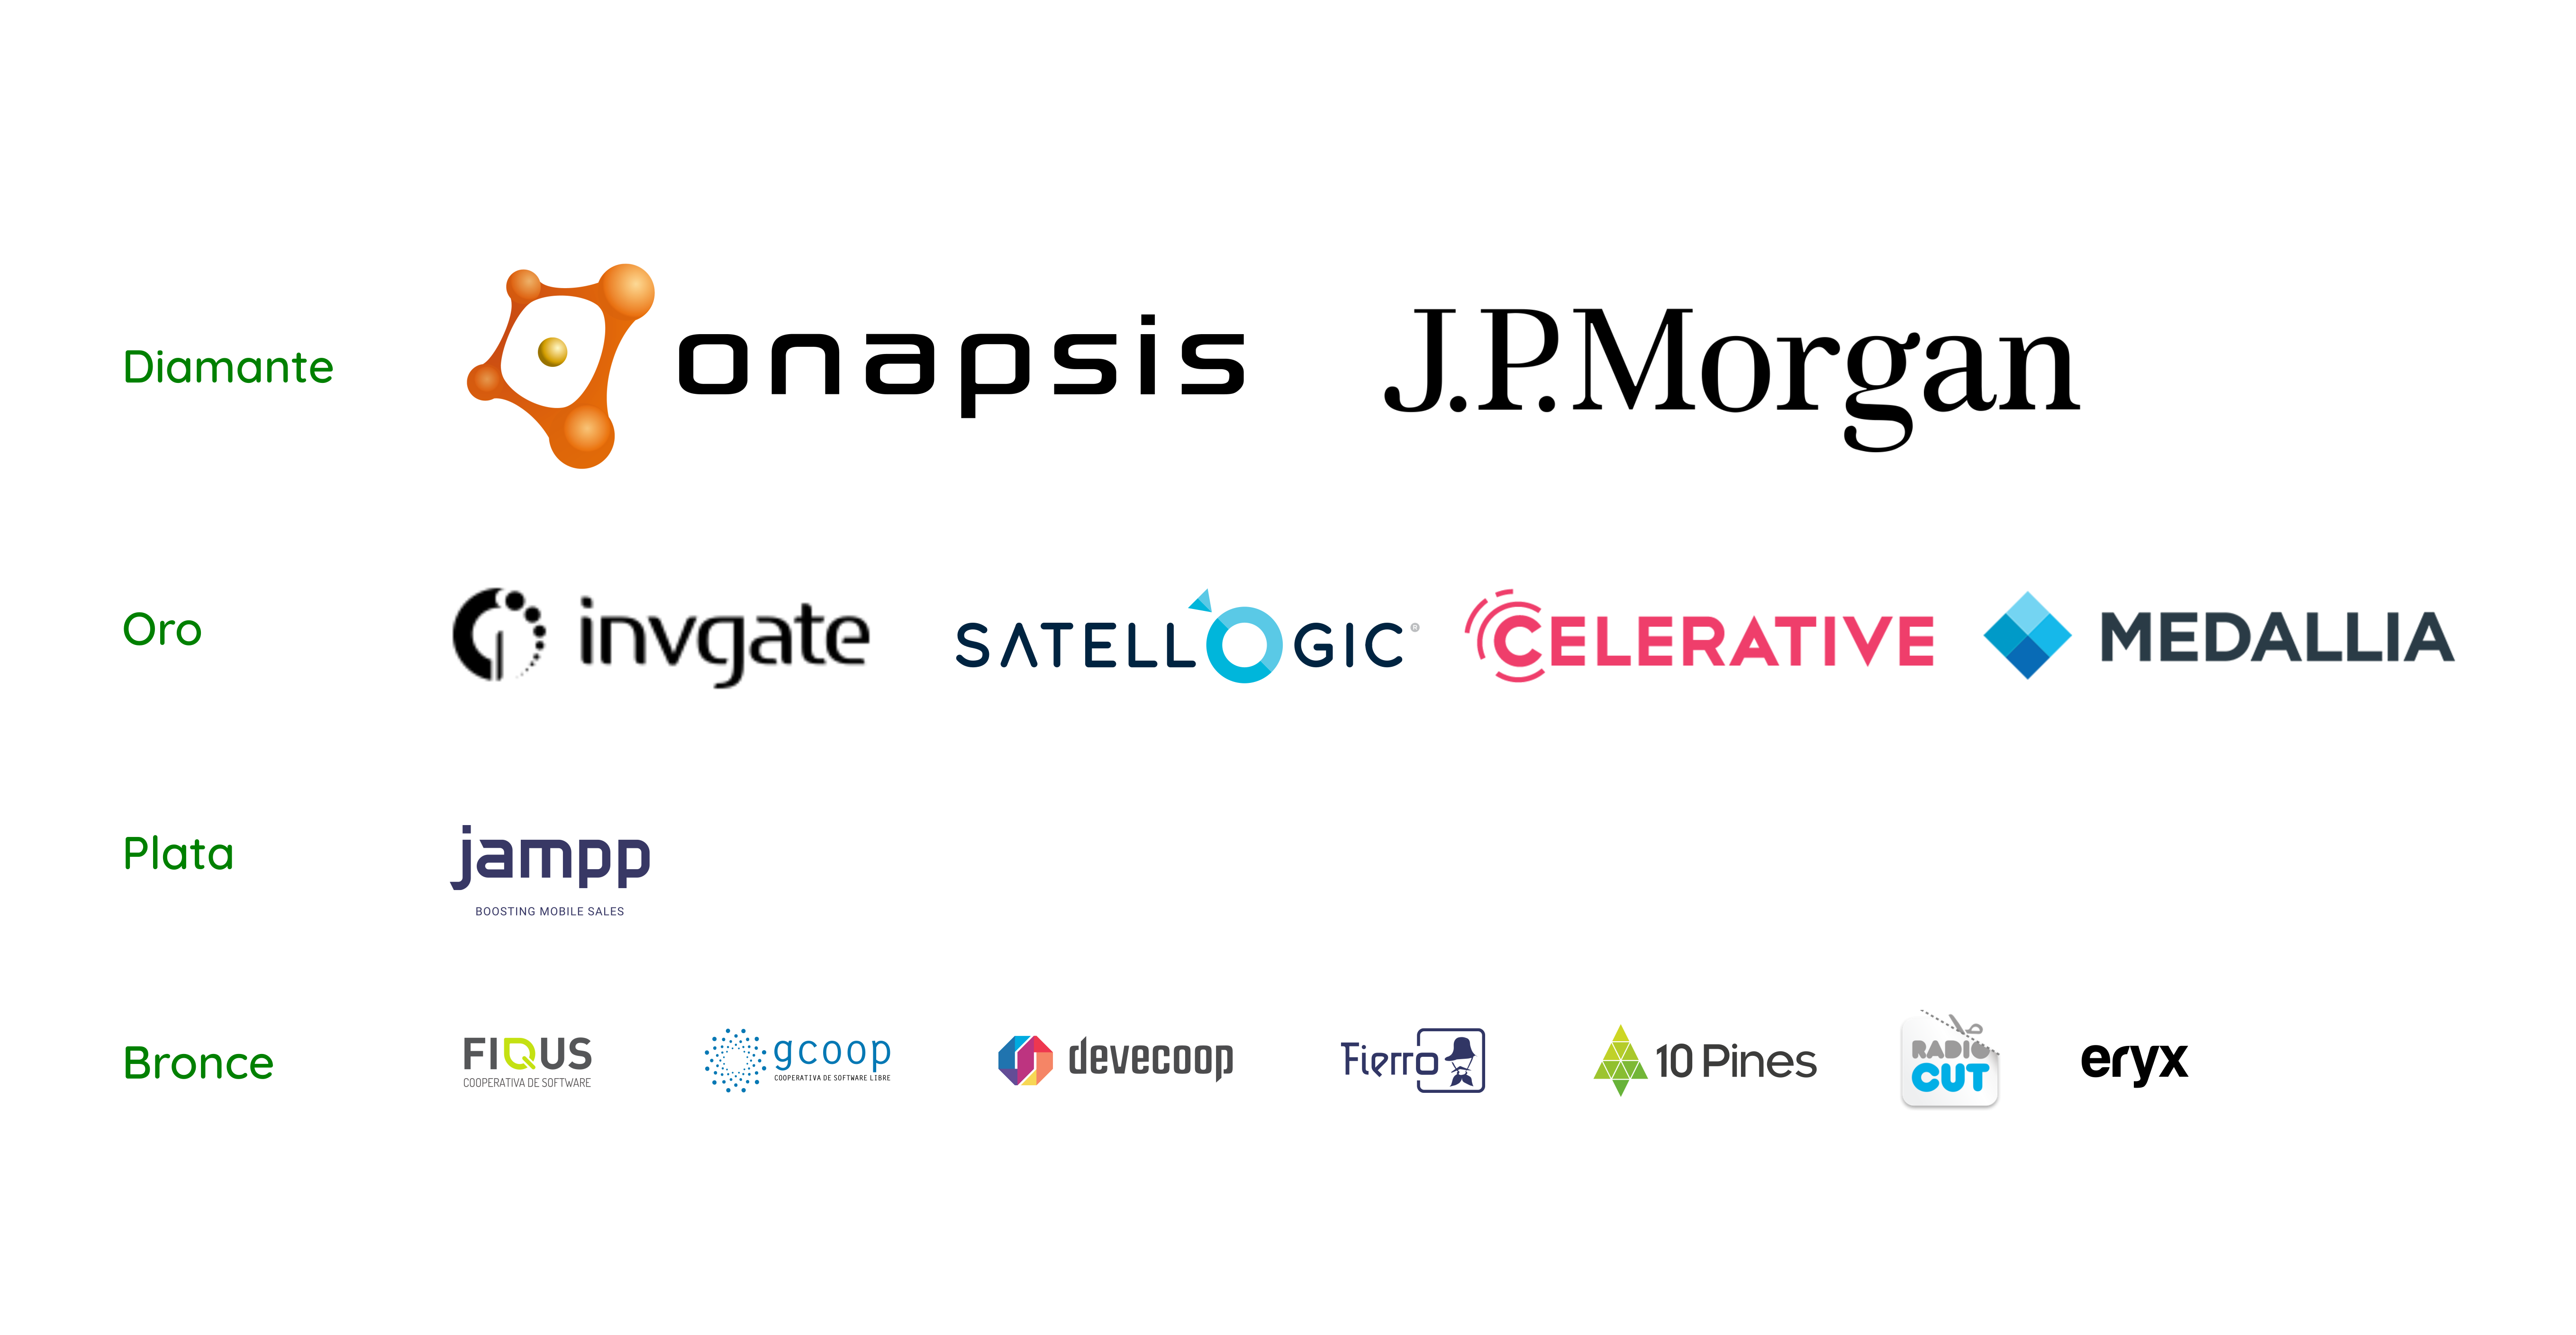 Diamante
onapsis
J.P.Morgan
Oro
invgate
SATELLOGIC®
CELERATIVE
MEDALLIA
Plata
jampp
BOOSTING MOBILE SALES
Bronce
FIQUS
COOPERATIVA DE SOFTWARE
gcoop
COOPERATIVA DE SOFTWARE LIBRE
devecoop
Fierro
10 Pines
RADIO
CUT
eryx